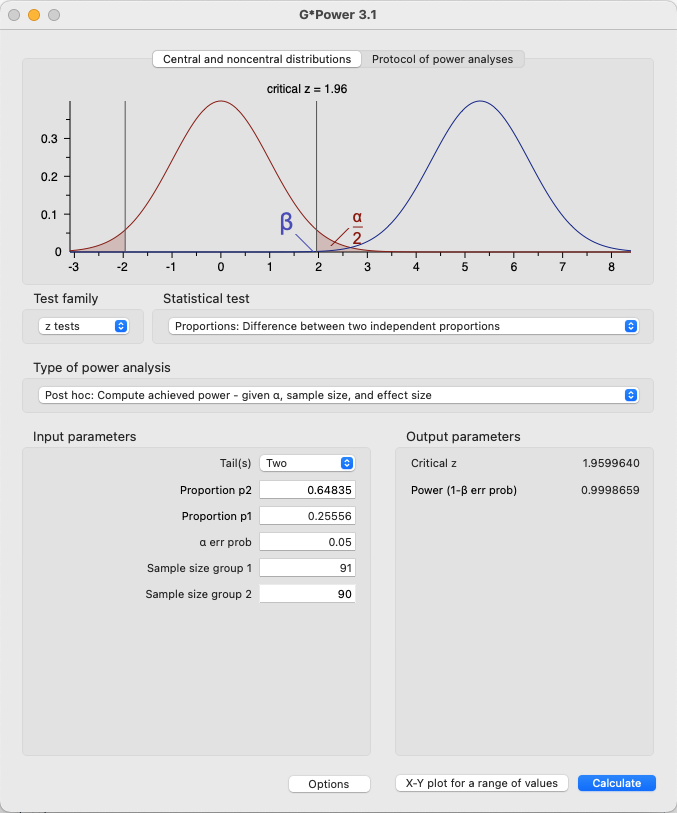 G*Power 3.1
Central and noncentral distributions Protocol of power analyses
critical z = 1.96
0.3
0.2
0.1
0
β
α
2
-3 -2 -1 0 1 2 3 4 5 6 7 8
Test family Statistical test
z tests Proportions: Difference between two independent proportions
Type of power analysis
Post hoc: Compute achieved power - given α, sample size, and effect size
Input parameters Output parameters
Tail(s) Two Critical z 1.9599640
Proportion p2 0.64835 Power (1-β err prob) 0.9998659
Proportion p1 0.25556
α err prob 0.05
Sample size group 1 91
Sample size group 2 90
Options X-Y plot for a range of values Calculate